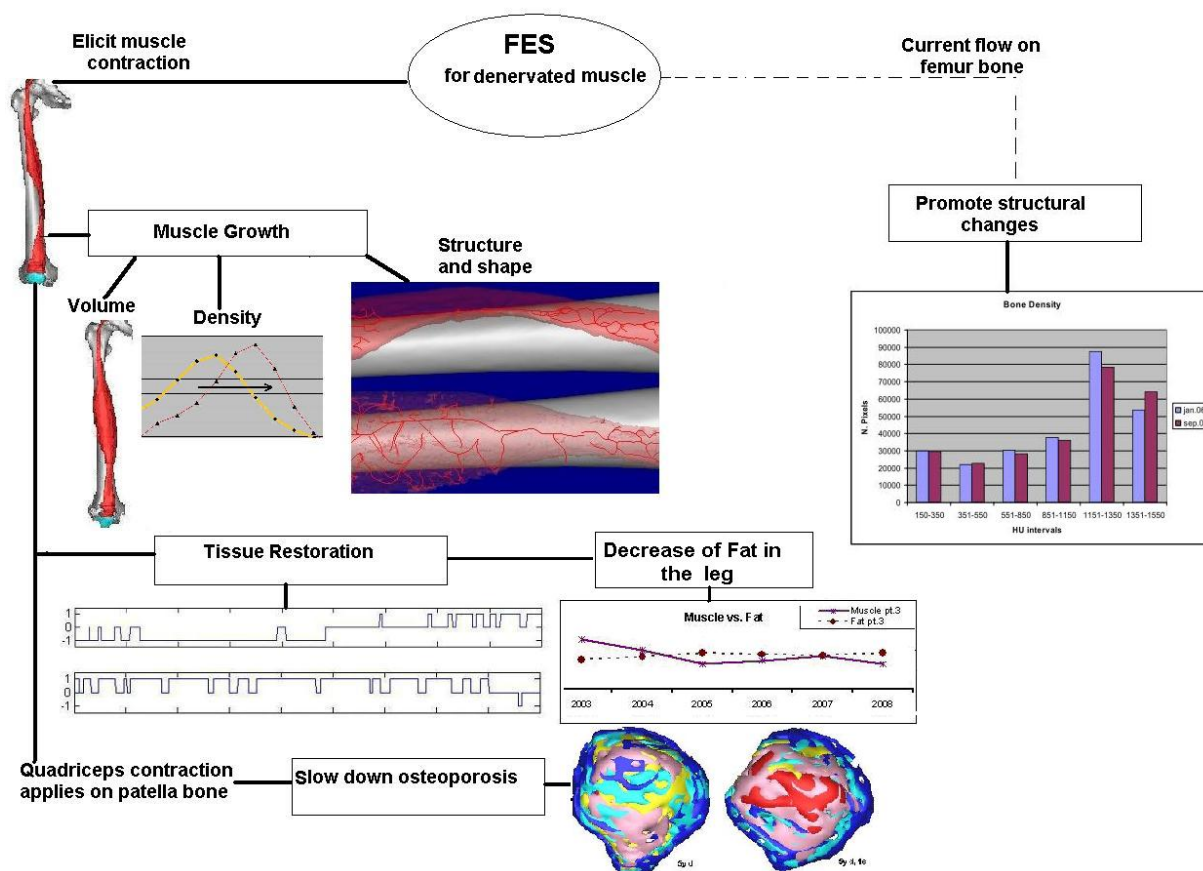 Elicit muscle
contraction
FES
for denervated muscle
Current flow on
femur bone
Promote structural
changes
Muscle Growth
Structure
and shape
Volume
Density
Bone Density
100000
90000
80000
70000
60000
50000
40000
30000
20000
10000
0
N. Pixels
150-350 351-550 551-850 851-1150 1151-1350 1351-1550
HU intervals
jan.06
sep.0
Tissue Restoration
Decrease of Fat in
the leg
1
0
-1
1
0
-1
Muscle vs. Fat
Muscle pt.3
Fat pt.3
2003 2004 2005 2006 2007 2008
Quadriceps contraction
applies on patella bone
Slow down osteoporosis